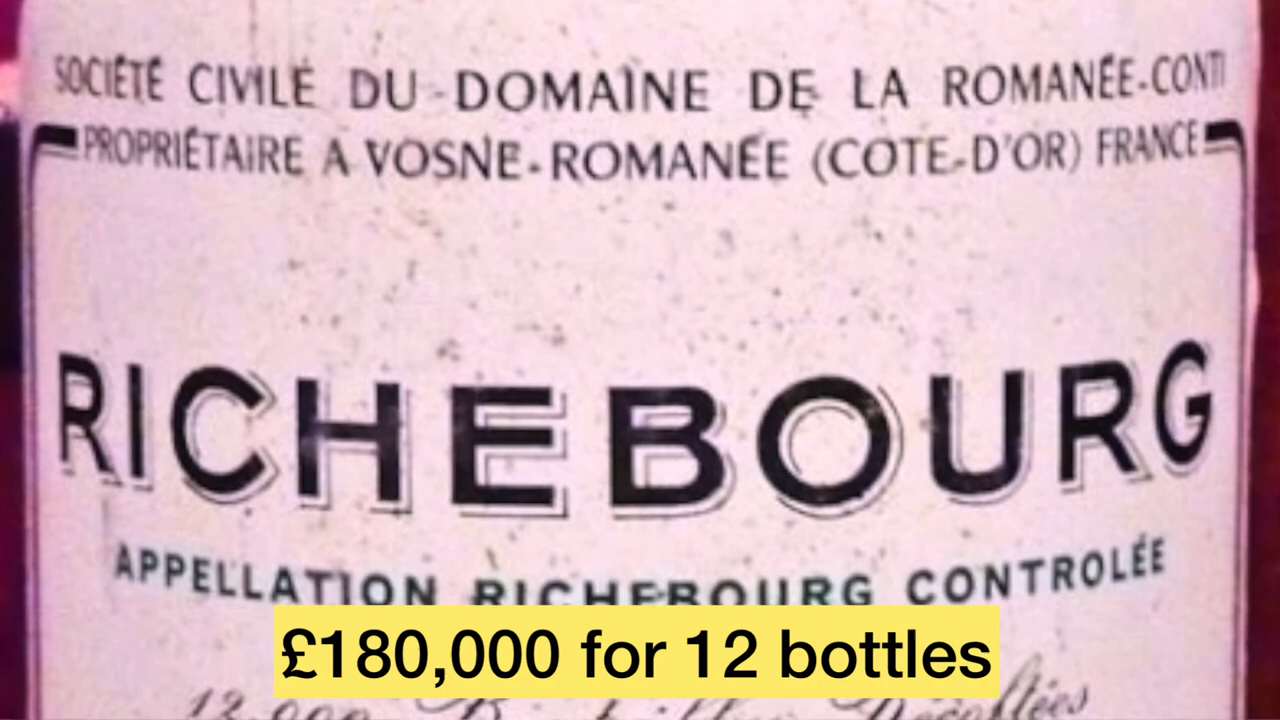 SOCIÉTÉ CIVILE DU DOMAINE DE LA ROMANÉE-CONTI
PROPRIÉTAIRE A VOSNE-ROMANÉE (COTE-D'OR) FRANCE
RICHEBOURG
APPELLATION RICHEBOURG CONTROLÉE
£180,000 for 12 bottles